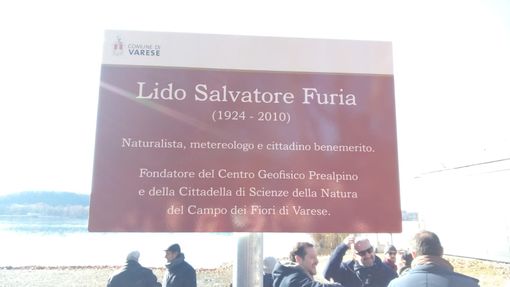 COMUNE DI
VARESE
Lido Salvatore Furia
(1924 - 2010)
Naturalista, metereologo e cittadino benemerito.
Fondatore del Centro Geofisico Prealpino
e della Cittadella di Scienze della Natura
del Campo dei Fiori di Varese.